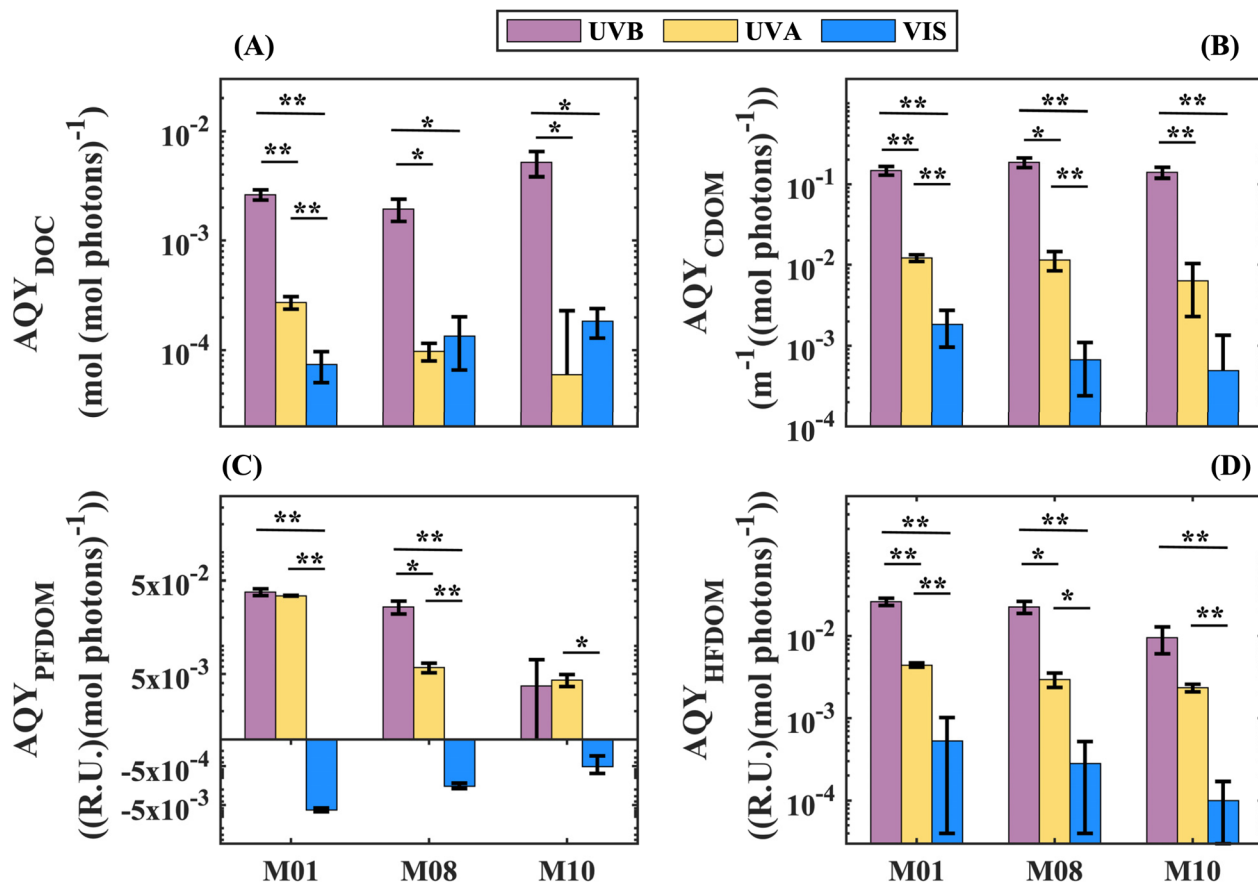 UVB UVA VIS
(A)
AQY_DOC
(mol (mol photons)^-1)
10^-2
10^-3
10^-4
** * *
** * *
**
(B)
AQY_CDOM
(m^-1((mol photons)^-1))
10^-1
10^-2
10^-3
10^-4
** ** **
** * **
** **
(C)
AQY_PFDOM
((R.U.)(mol photons)^-1)
5x10^-2
5x10^-3
-5x10^-4
-5x10^-3
** **
** * **
*
M01 M08 M10
(D)
AQY_HFDOM
((R.U.)(mol photons)^-1)
10^-2
10^-3
10^-4
** ** **
** * **
** *
M01 M08 M10